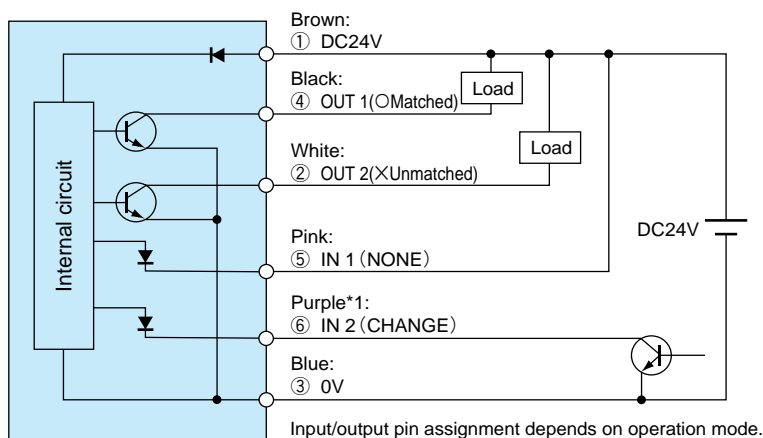 Brown:
① DC24V
Black:
④ OUT 1(○Matched)
Load
White:
② OUT 2(×Unmatched)
Load
Internal circuit
DC24V
Pink:
⑤ IN 1（NONE）
Purple*1:
⑥ IN 2（CHANGE）
Blue:
③ 0V
Input/output pin assignment depends on operation mode.